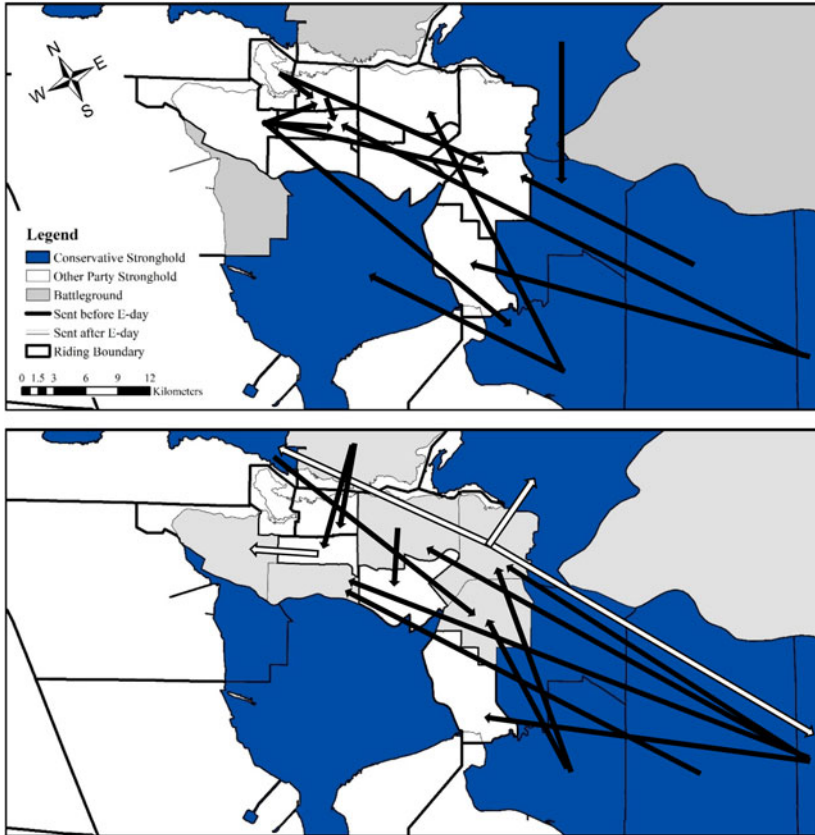 N
E
W
S
Legend
Conservative Stronghold
Other Party Stronghold
Battleground
Sent before E-day
Sent after E-day
Riding Boundary
0 1.5 3 6 9 12
Kilometers